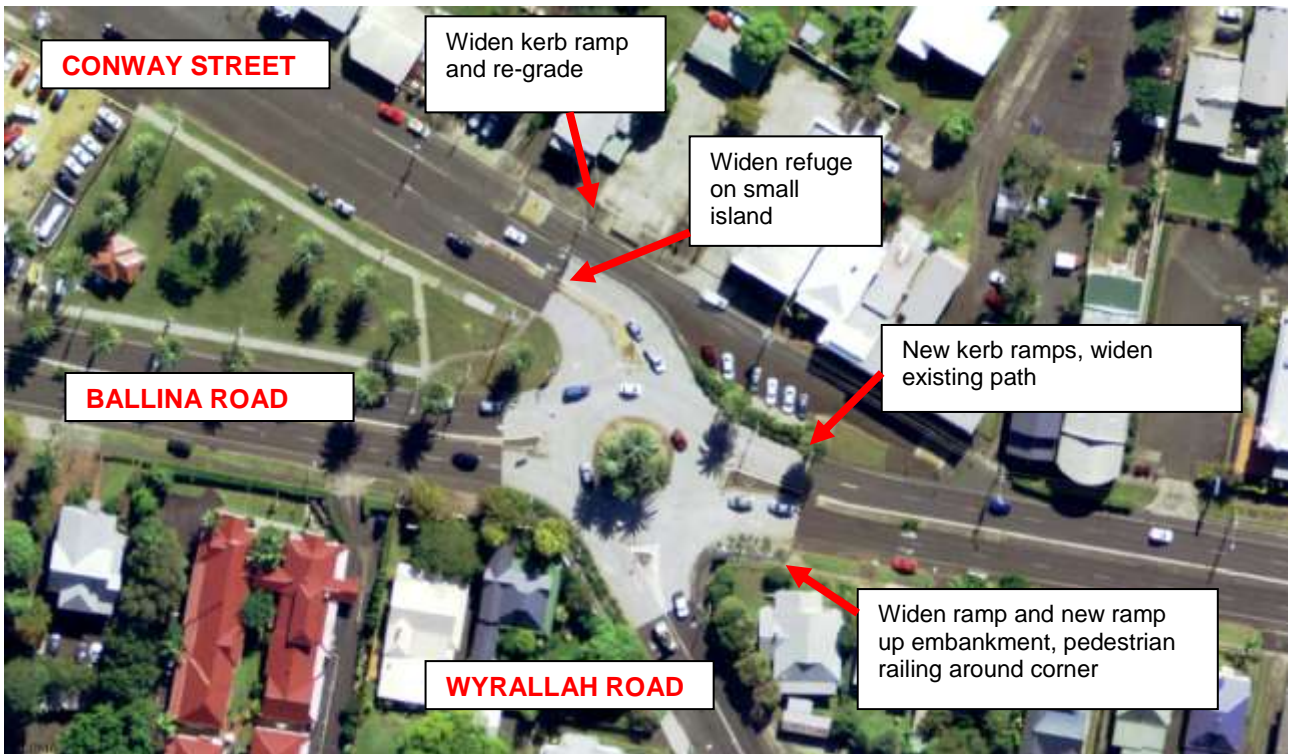 CONWAY STREET
Widen kerb ramp
and re-grade
Widen refuge
on small
island
New kerb ramps, widen
existing path
BALLINA ROAD
Widen ramp and new ramp
up embankment, pedestrian
railing around corner
WYRALLAH ROAD